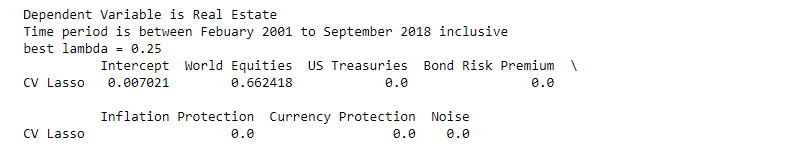 Dependent Variable is Real Estate
Time period is between Febuary 2001 to September 2018 inclusive
best lambda = 0.25
Intercept World Equities US Treasuries Bond Risk Premium \
CV Lasso 0.007021 0.662418 0.0 0.0
Inflation Protection Currency Protection Noise
CV Lasso 0.0 0.0 0.0